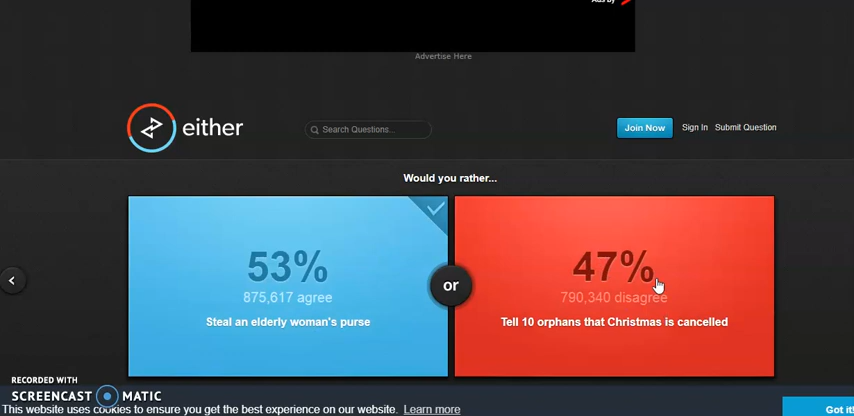 Ads by
Advertise Here
either
Search Questions...
Join Now
Sign In
Submit Question
Would you rather...
53%
875,617 agree
Steal an elderly woman's purse
or
47%
790,340 disagree
Tell 10 orphans that Christmas is cancelled
RECORDED WITH
SCREENCAST MATIC
This website uses cookies to ensure you get the best experience on our website. Learn more
Got it!